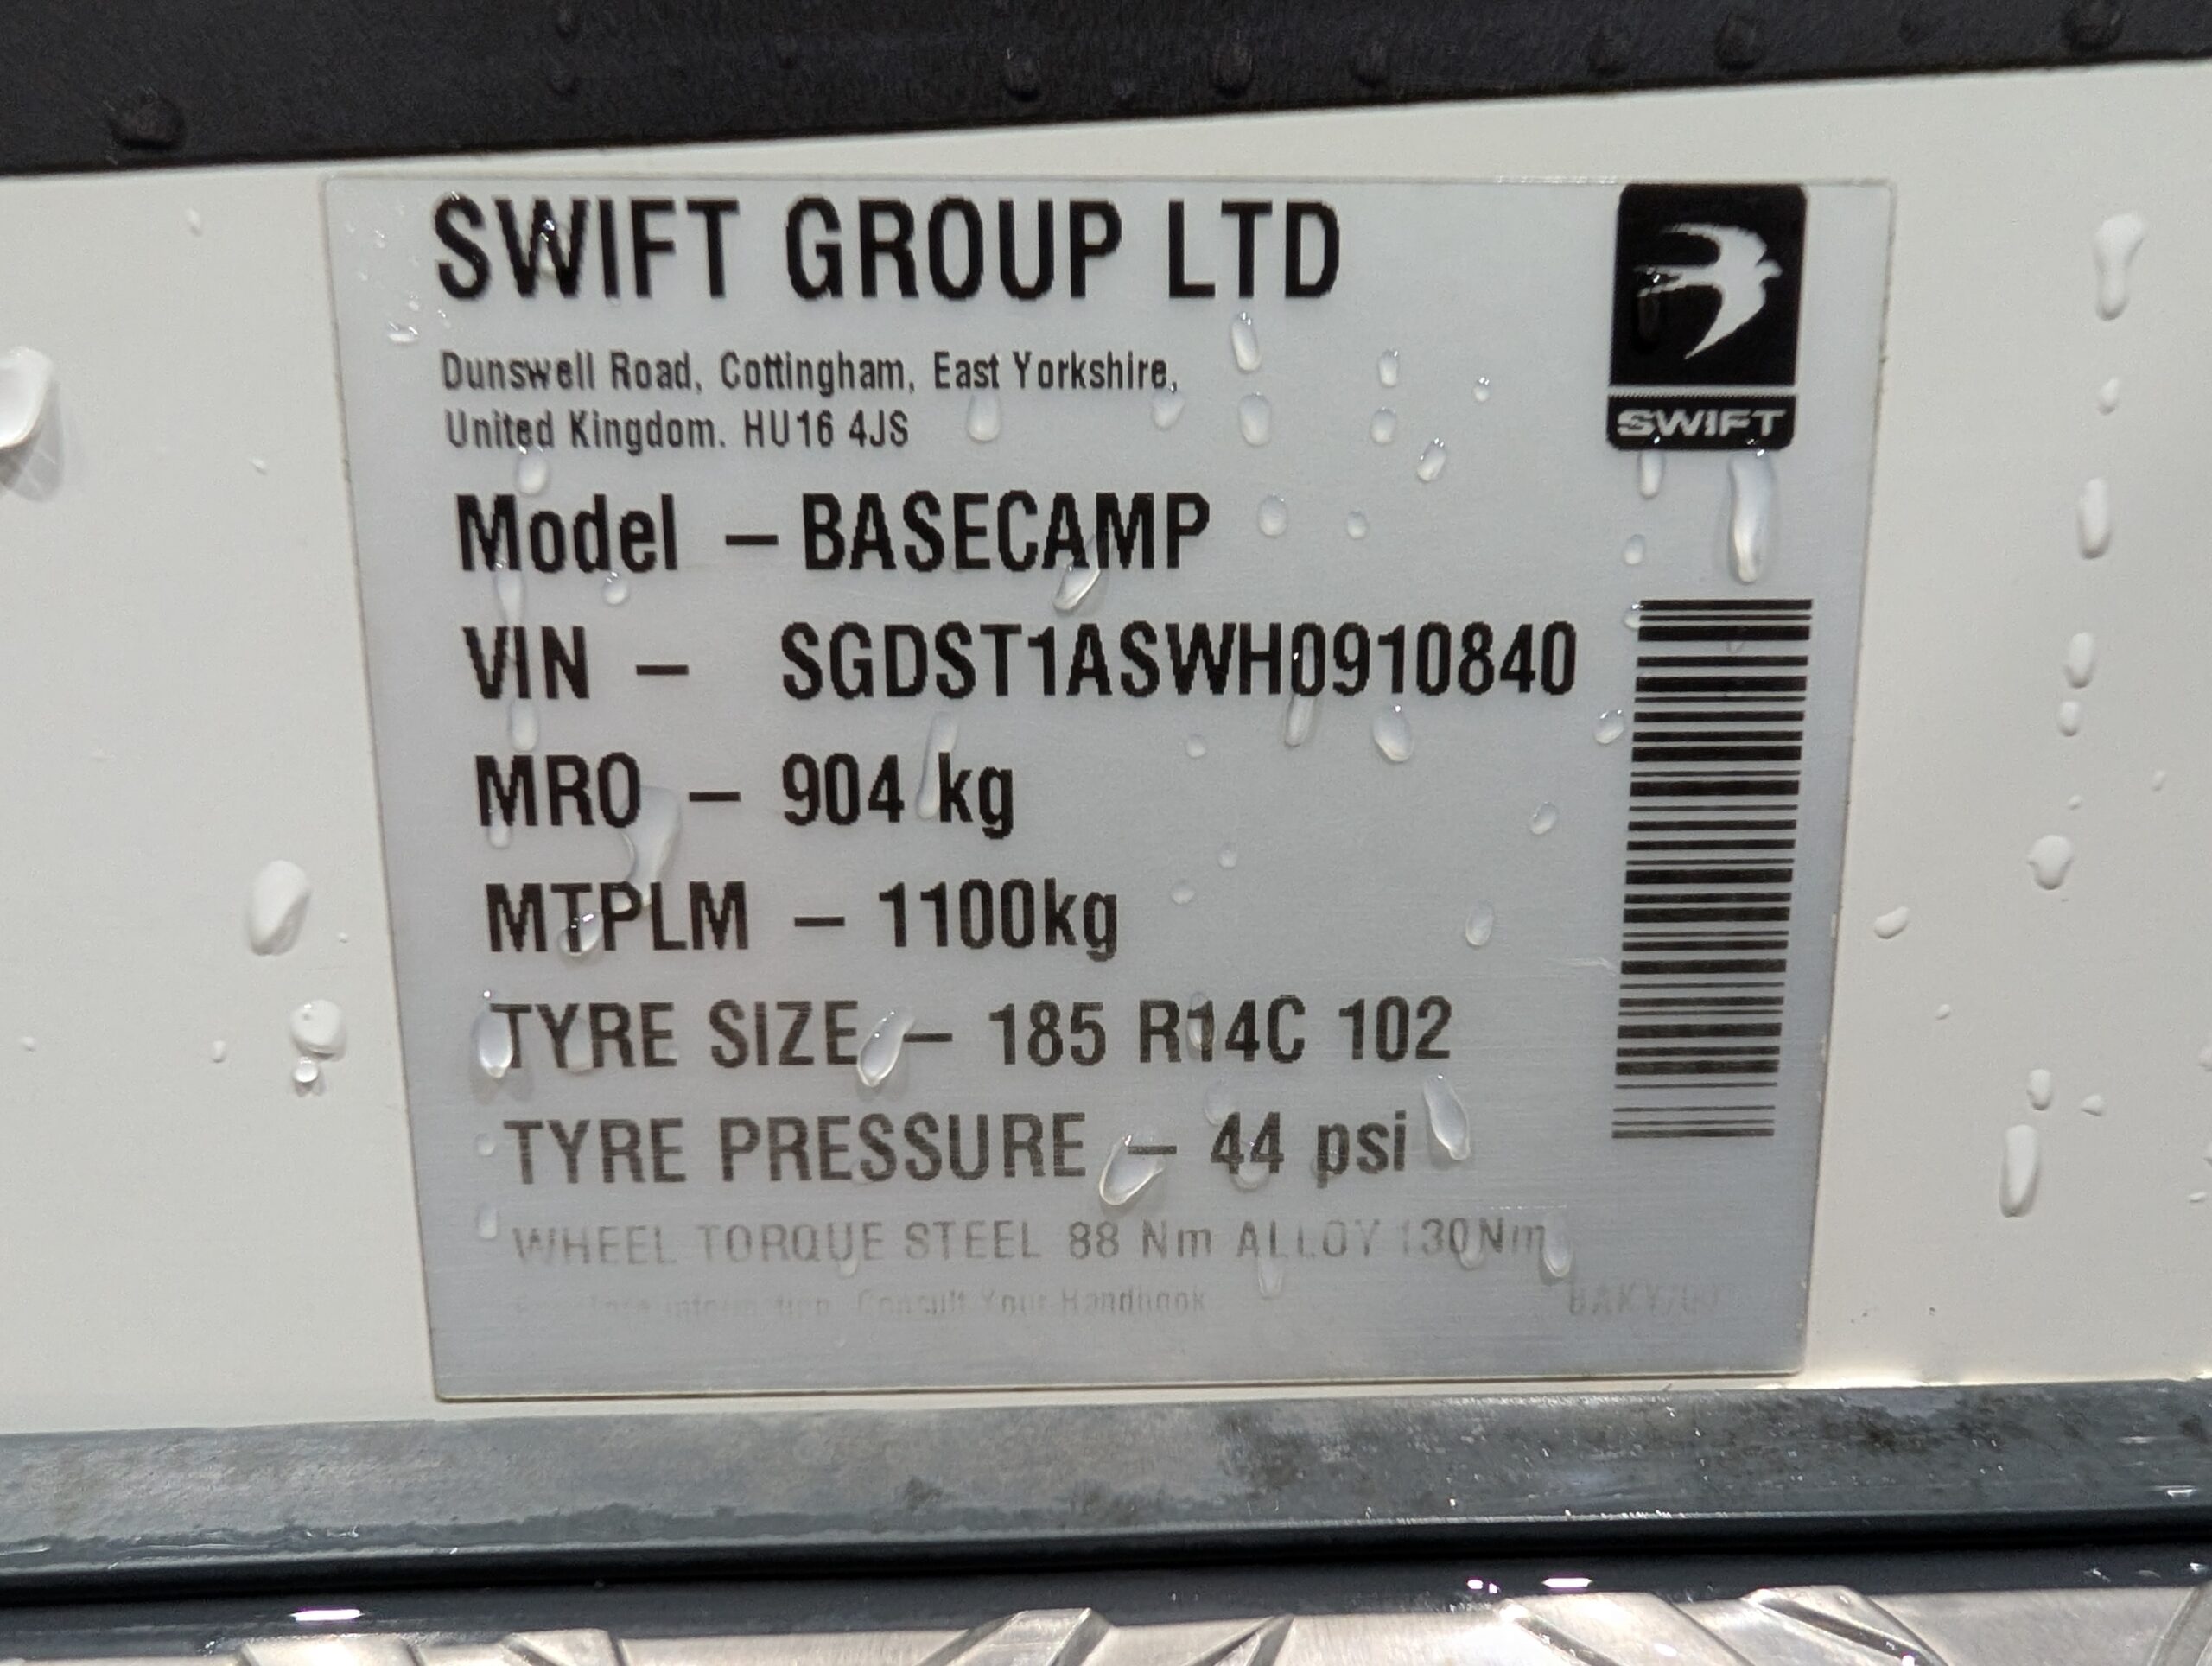 SWIFT GROUP LTD
Dunswell Road, Cottingham, East Yorkshire,
United Kingdom. HU16 4JS
SWIFT
Model – BASECAMP
VIN – SGDST1ASWH0910840
MRO – 904 kg
MTPLM – 1100kg
TYRE SIZE – 185 R14C 102
TYRE PRESSURE – 44 psi
WHEEL TORQUE STEEL 88 Nm ALLOY 130Nm
information. Consult Your Handbook